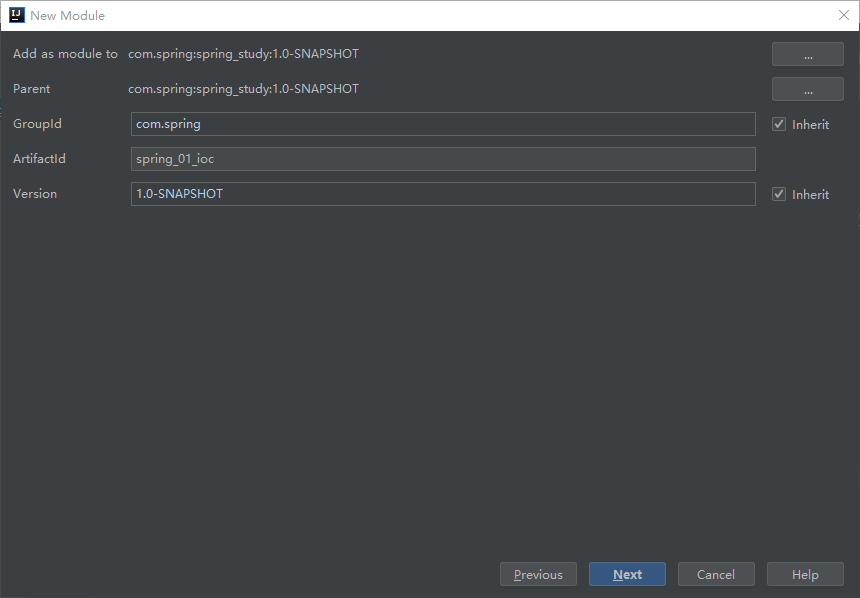 New Module
Add as module to com.spring:spring_study:1.0-SNAPSHOT ...
Parent com.spring:spring_study:1.0-SNAPSHOT ...
GroupId com.spring Inherit
ArtifactId spring_01_ioc
Version 1.0-SNAPSHOT Inherit
Previous Next Cancel Help